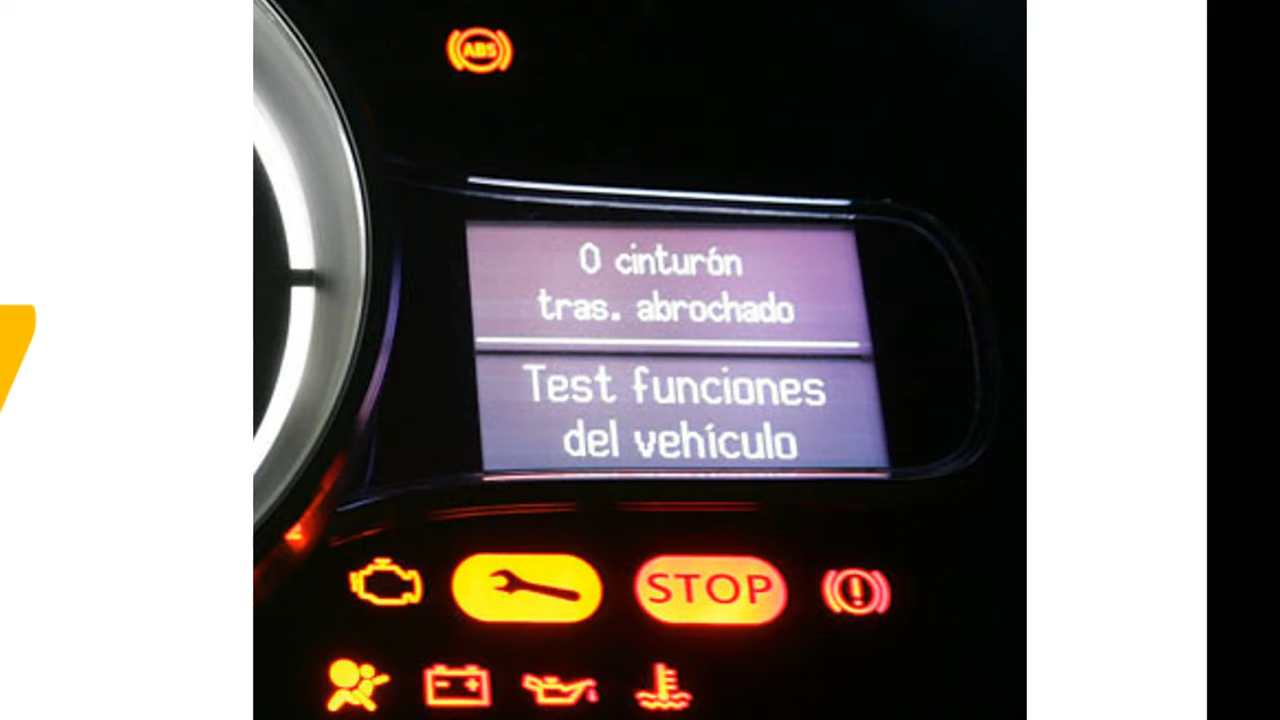 ABS
0 cinturón
tras. abrochado
Test funciones
del vehículo
STOP